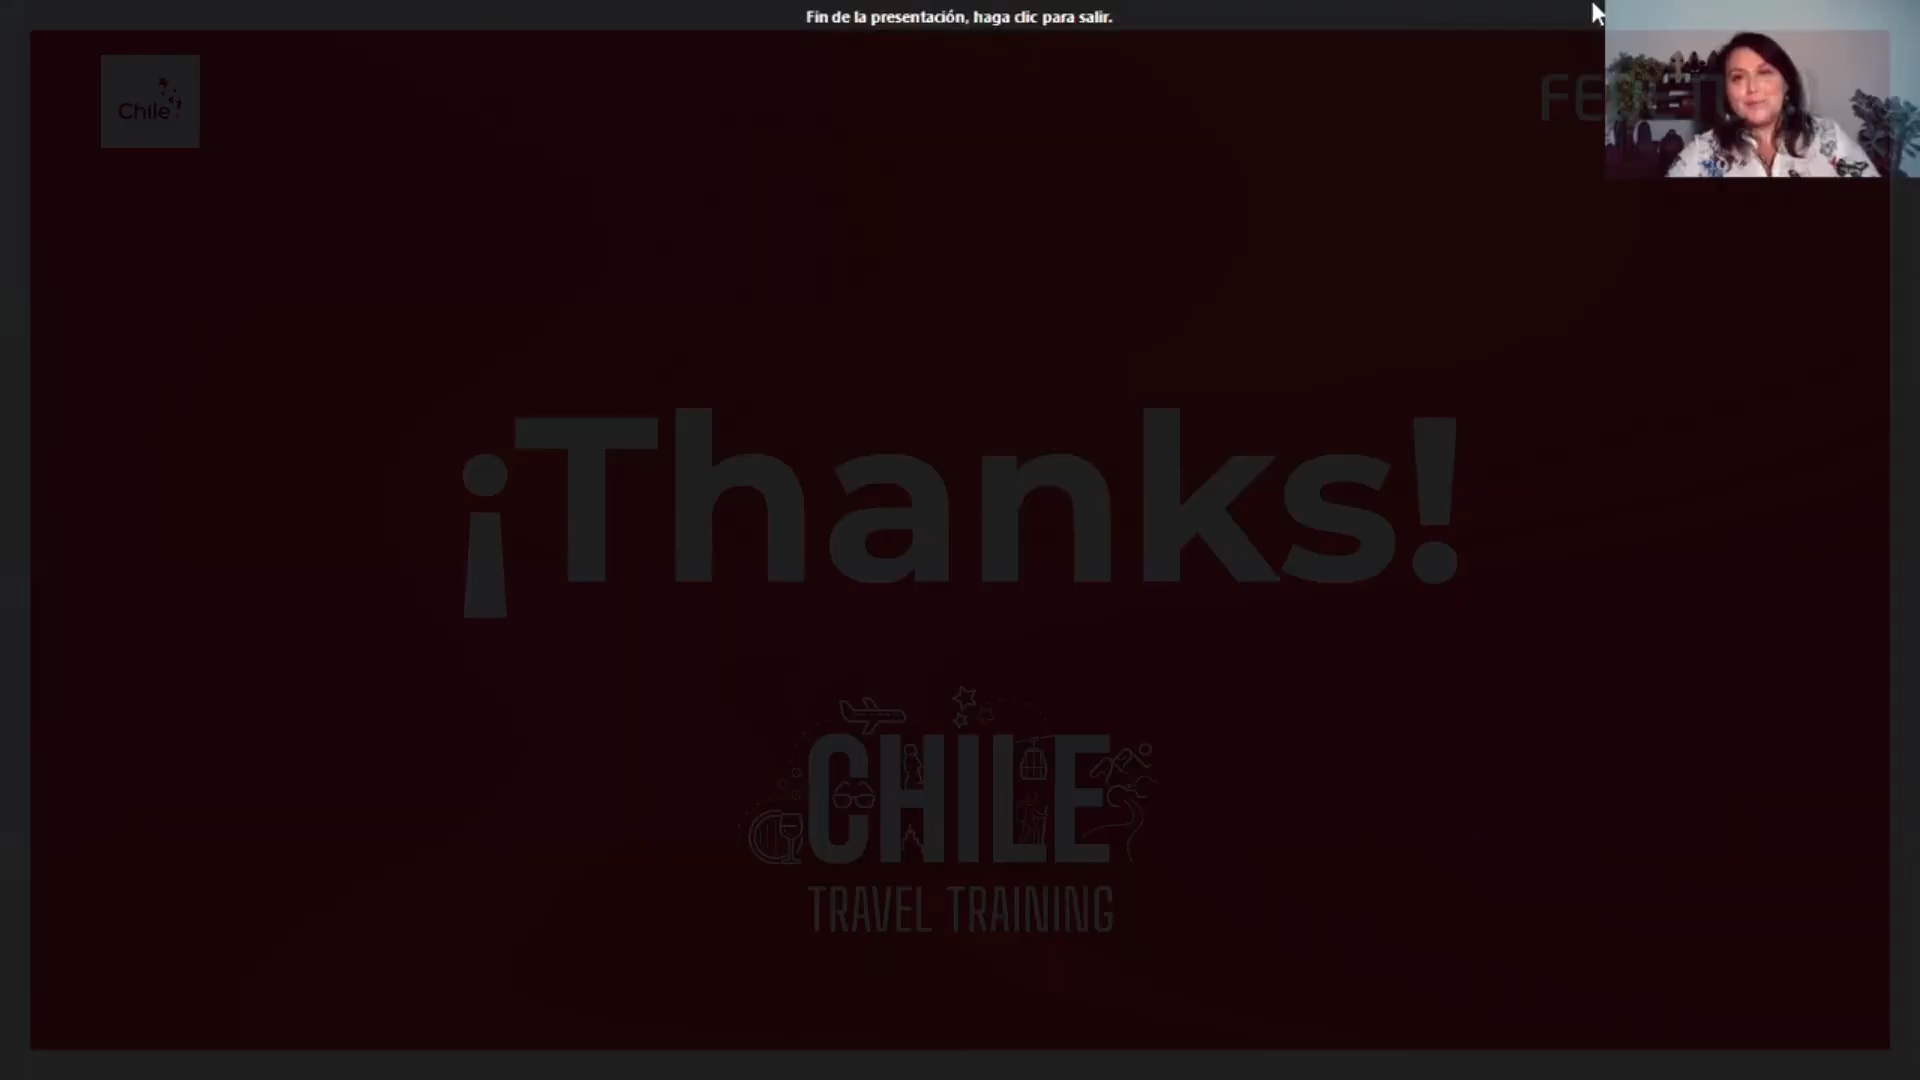 Fin de la presentación, haga clic para salir.
Chile
¡Thanks!
CHILE
TRAVEL TRAINING